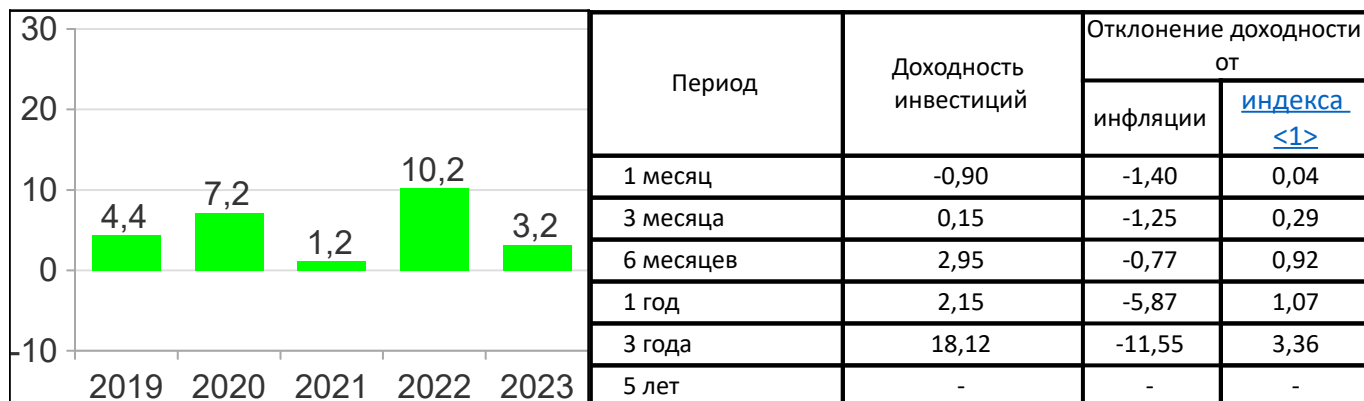 30
20
10
0
-10
4,4
7,2
1,2
10,2
3,2
2019 2020 2021 2022 2023
Период
Доходность
инвестиций
Отклонение доходности
от
инфляции
индекса
<1>
1 месяц -0,90 -1,40 0,04
3 месяца 0,15 -1,25 0,29
6 месяцев 2,95 -0,77 0,92
1 год 2,15 -5,87 1,07
3 года 18,12 -11,55 3,36
5 лет - - -